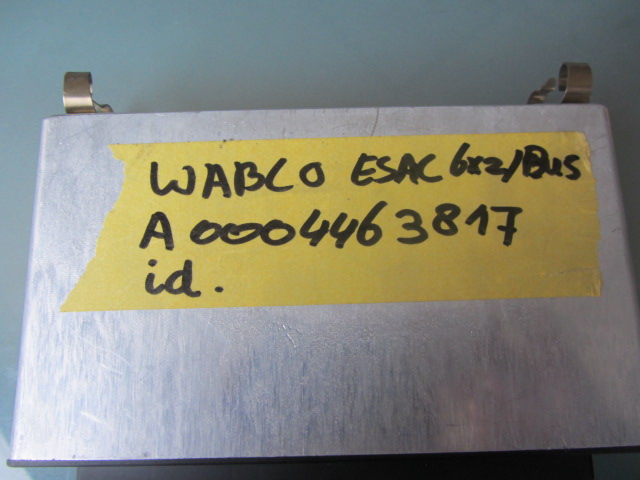 WABCO ESAC 6x2/Bus
A 0004463817
id.